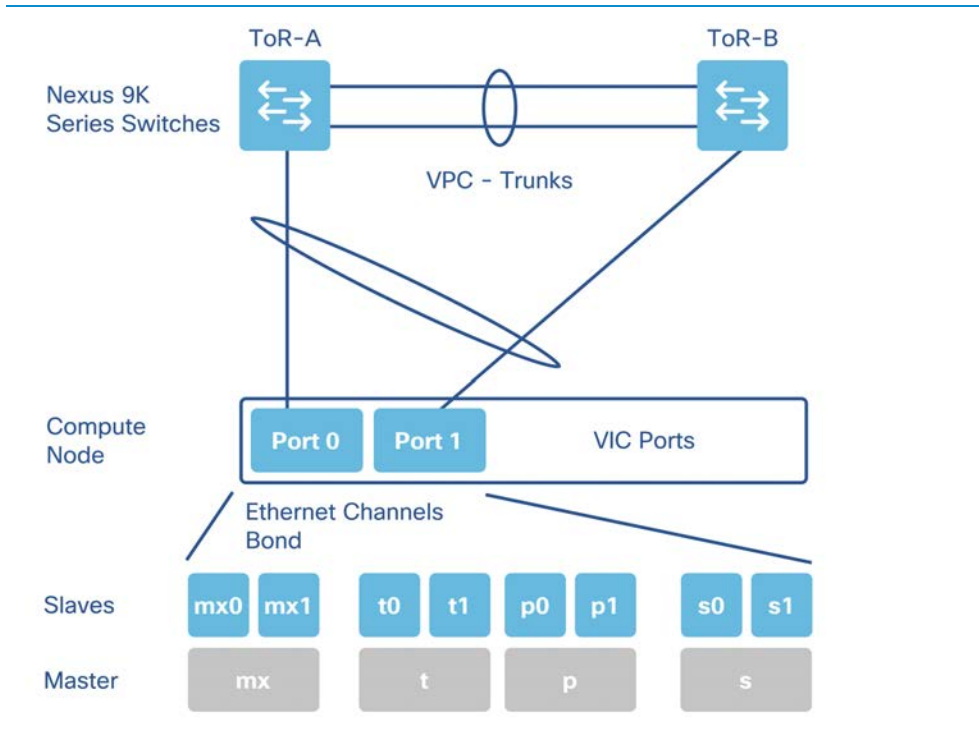 ToR-A
ToR-B
Nexus 9K
Series Switches
VPC - Trunks
Compute
Node
Port 0
Port 1
VIC Ports
Ethernet Channels
Bond
Slaves
mx0
mx1
t0
t1
p0
p1
s0
s1
Master
mx
t
p
s